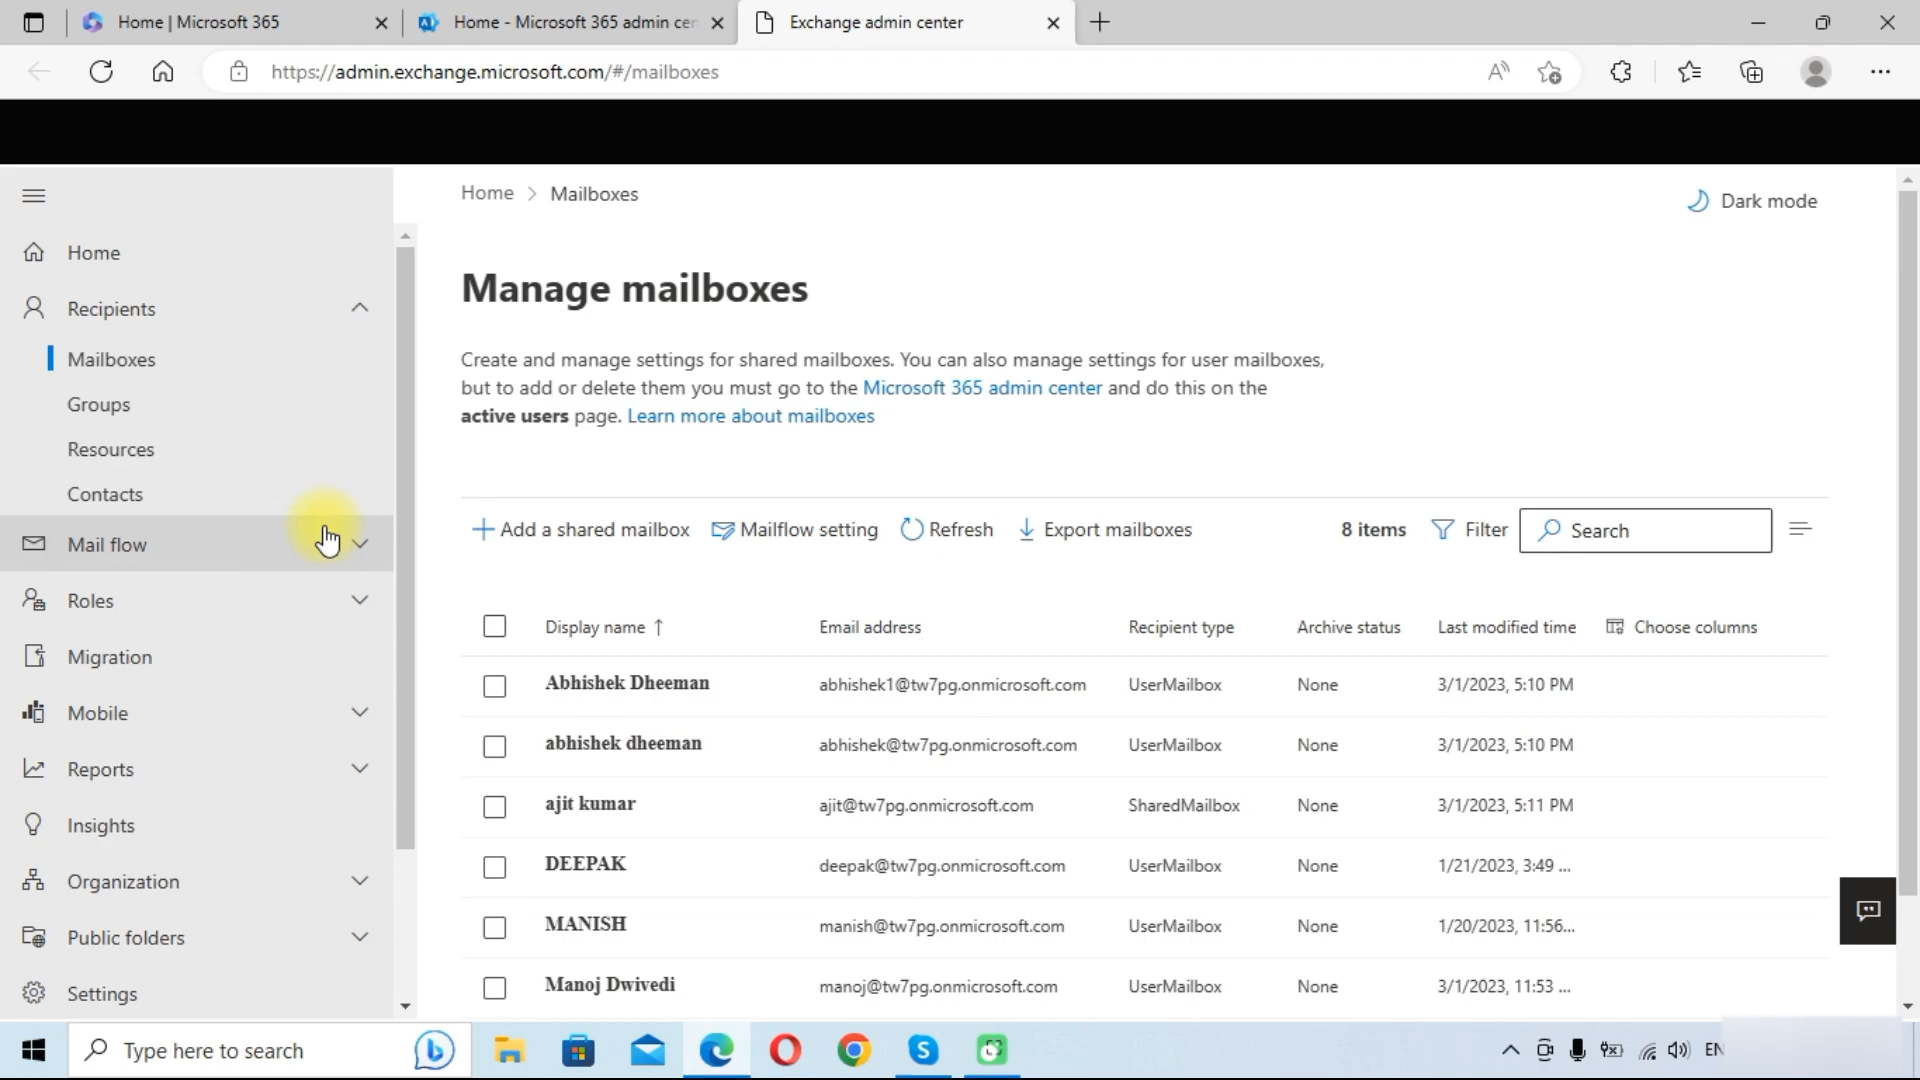 Home | Microsoft 365
Home - Microsoft 365 admin cen
Exchange admin center
https://admin.exchange.microsoft.com/#/mailboxes
Home > Mailboxes
Dark mode
Home
Recipients
Mailboxes
Groups
Resources
Contacts
Mail flow
Roles
Migration
Mobile
Reports
Insights
Organization
Public folders
Settings
Manage mailboxes
Create and manage settings for shared mailboxes. You can also manage settings for user mailboxes,
but to add or delete them you must go to the Microsoft 365 admin center and do this on the
active users page. Learn more about mailboxes
Add a shared mailbox Mailflow setting Refresh Export mailboxes 8 items Filter Search
Display name ↑ Email address Recipient type Archive status Last modified time Choose columns
Abhishek Dheeman abhishek1@tw7pg.onmicrosoft.com UserMailbox None 3/1/2023, 5:10 PM
abhishek dheeman abhishek@tw7pg.onmicrosoft.com UserMailbox None 3/1/2023, 5:10 PM
ajit kumar ajit@tw7pg.onmicrosoft.com SharedMailbox None 3/1/2023, 5:11 PM
DEEPAK deepak@tw7pg.onmicrosoft.com UserMailbox None 1/21/2023, 3:49 ...
MANISH manish@tw7pg.onmicrosoft.com UserMailbox None 1/20/2023, 11:56...
Manoj Dwivedi manoj@tw7pg.onmicrosoft.com UserMailbox None 3/1/2023, 11:53 ...
Type here to search
EN